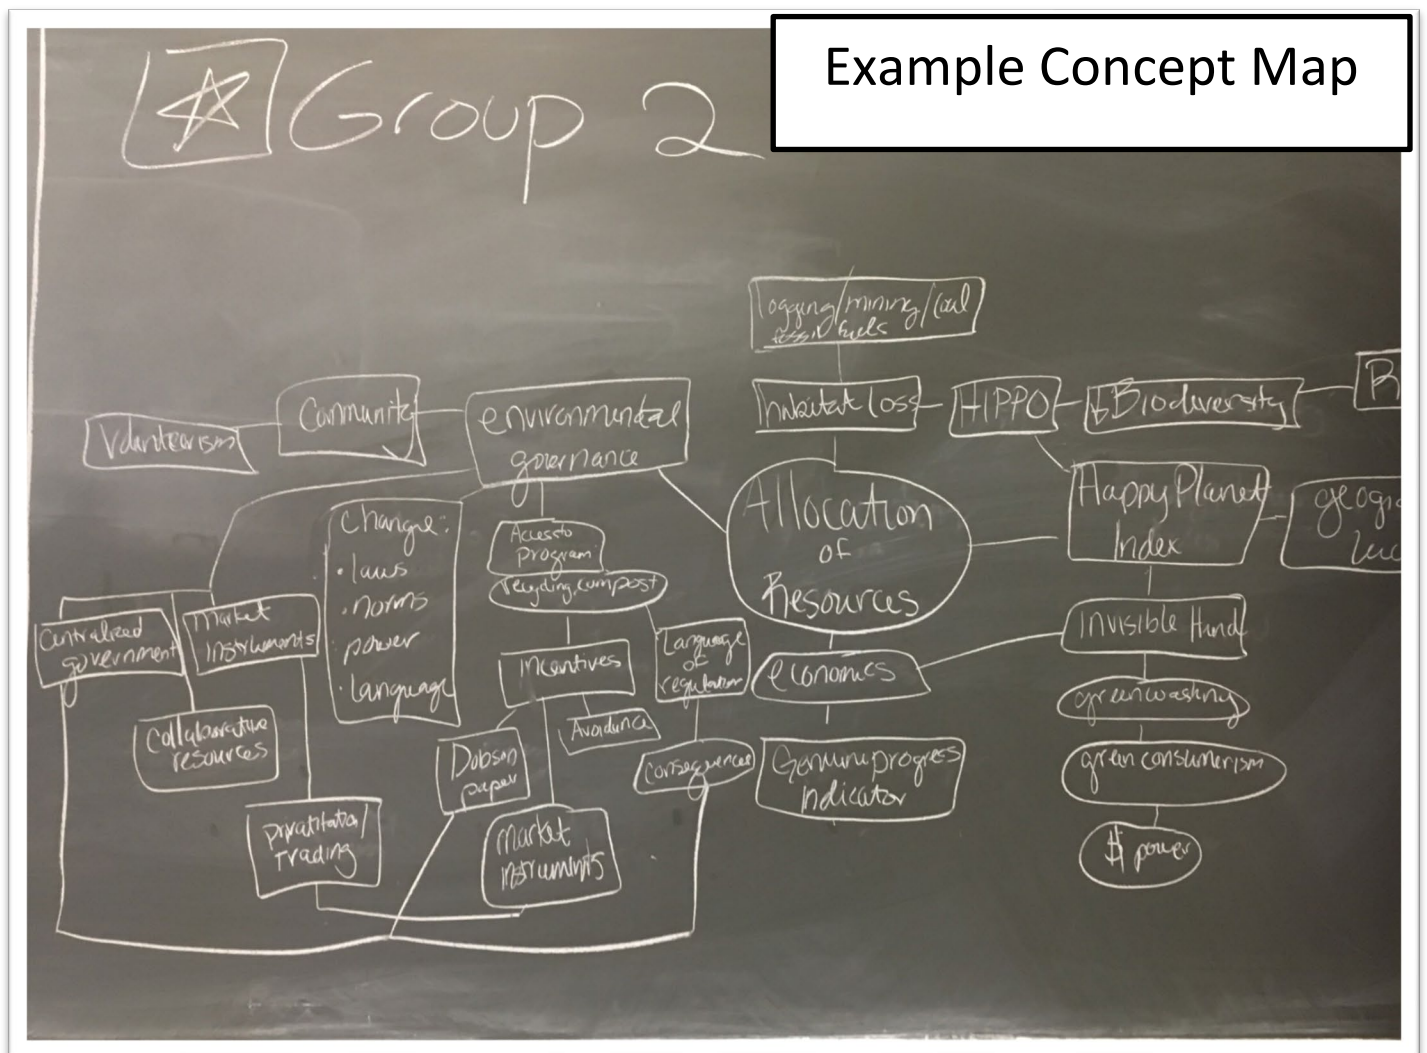 Example Concept Map
Group 2
logging/mining/coal
fossil fuels
habitat loss
HIPPO
Biodiversity
R
Volunteerism
Community
environmental
governance
Allocation
of
Resources
Happy Planet
Index
geogr
luc
Change:
• laws
• norms
• power
• language
Access to
program
recycling, compost
Centralized
government
Market
Instruments
Collaborative
resources
Incentives
Language
of
regulation
Avoidance
Dobson
paper
Consequences
economics
Genuine progress
Indicator
Invisible Hand
greenwashing
green consumerism
$ power
Trading
Market
instruments